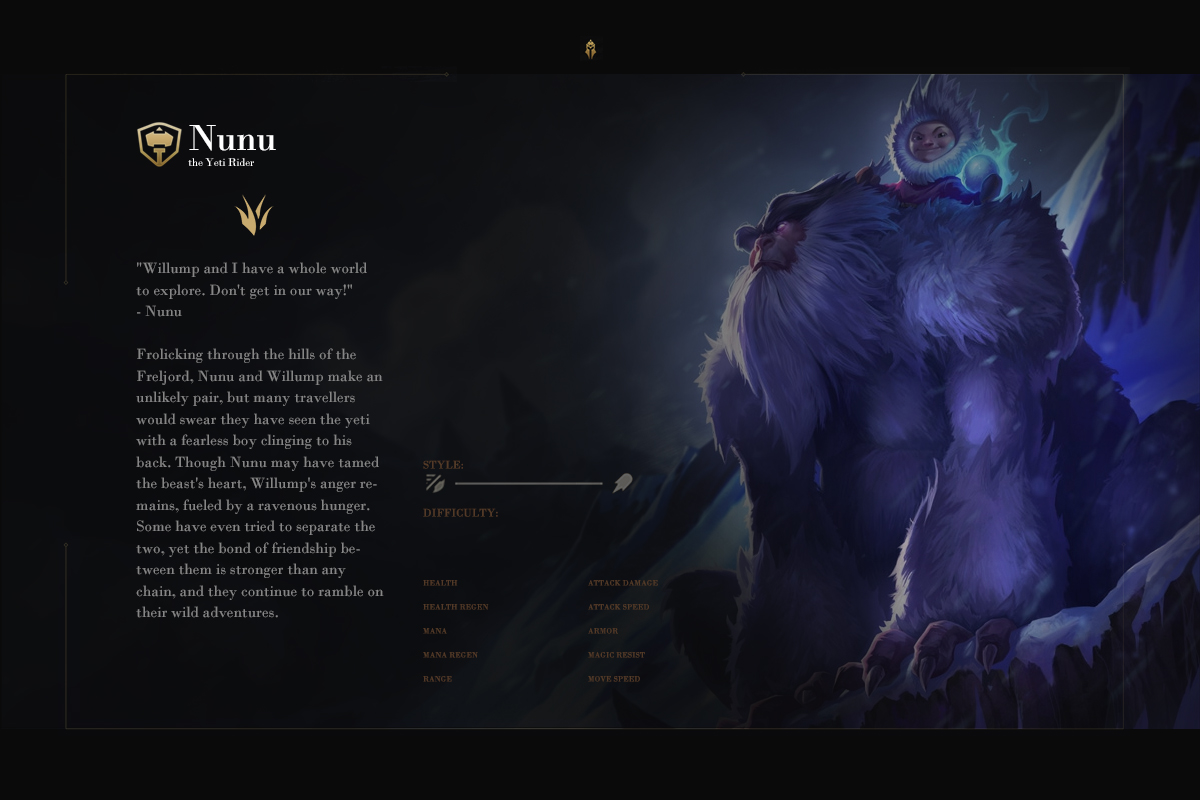 Nunu
the Yeti Rider
"Willump and I have a whole world
to explore. Don't get in our way!"
- Nunu
Frolicking through the hills of the
Freljord, Nunu and Willump make an
unlikely pair, but many travellers
would swear they have seen the yeti
with a fearless boy clinging to his
back. Though Nunu may have tamed
the beast's heart, Willump's anger re-
mains, fueled by a ravenous hunger.
Some have even tried to separate the
two, yet the bond of friendship be-
tween them is stronger than any
chain, and they continue to ramble on
their wild adventures.
STYLE:
DIFFICULTY:
HEALTH
HEALTH REGEN
MANA
MANA REGEN
RANGE
ATTACK DAMAGE
ATTACK SPEED
ARMOR
MAGIC RESIST
MOVE SPEED